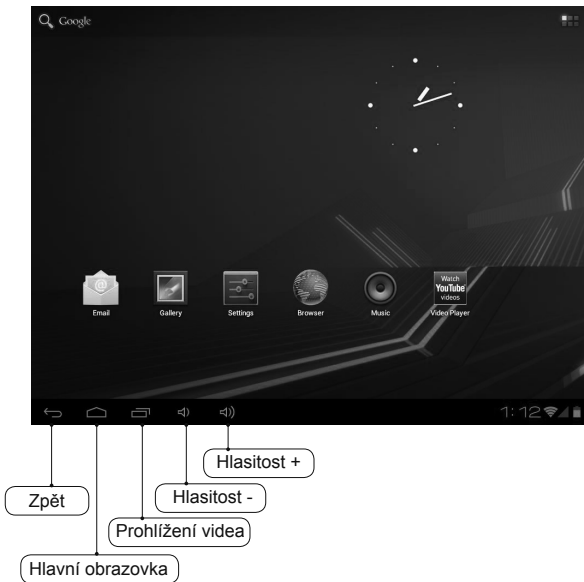 Google
Email
Gallery
Settings
Browser
Music
Watch
YouTube
videos
Video Player
1:12
Hlasitost +
Zpět
Hlasitost -
Prohlížení videa
Hlavní obrazovka